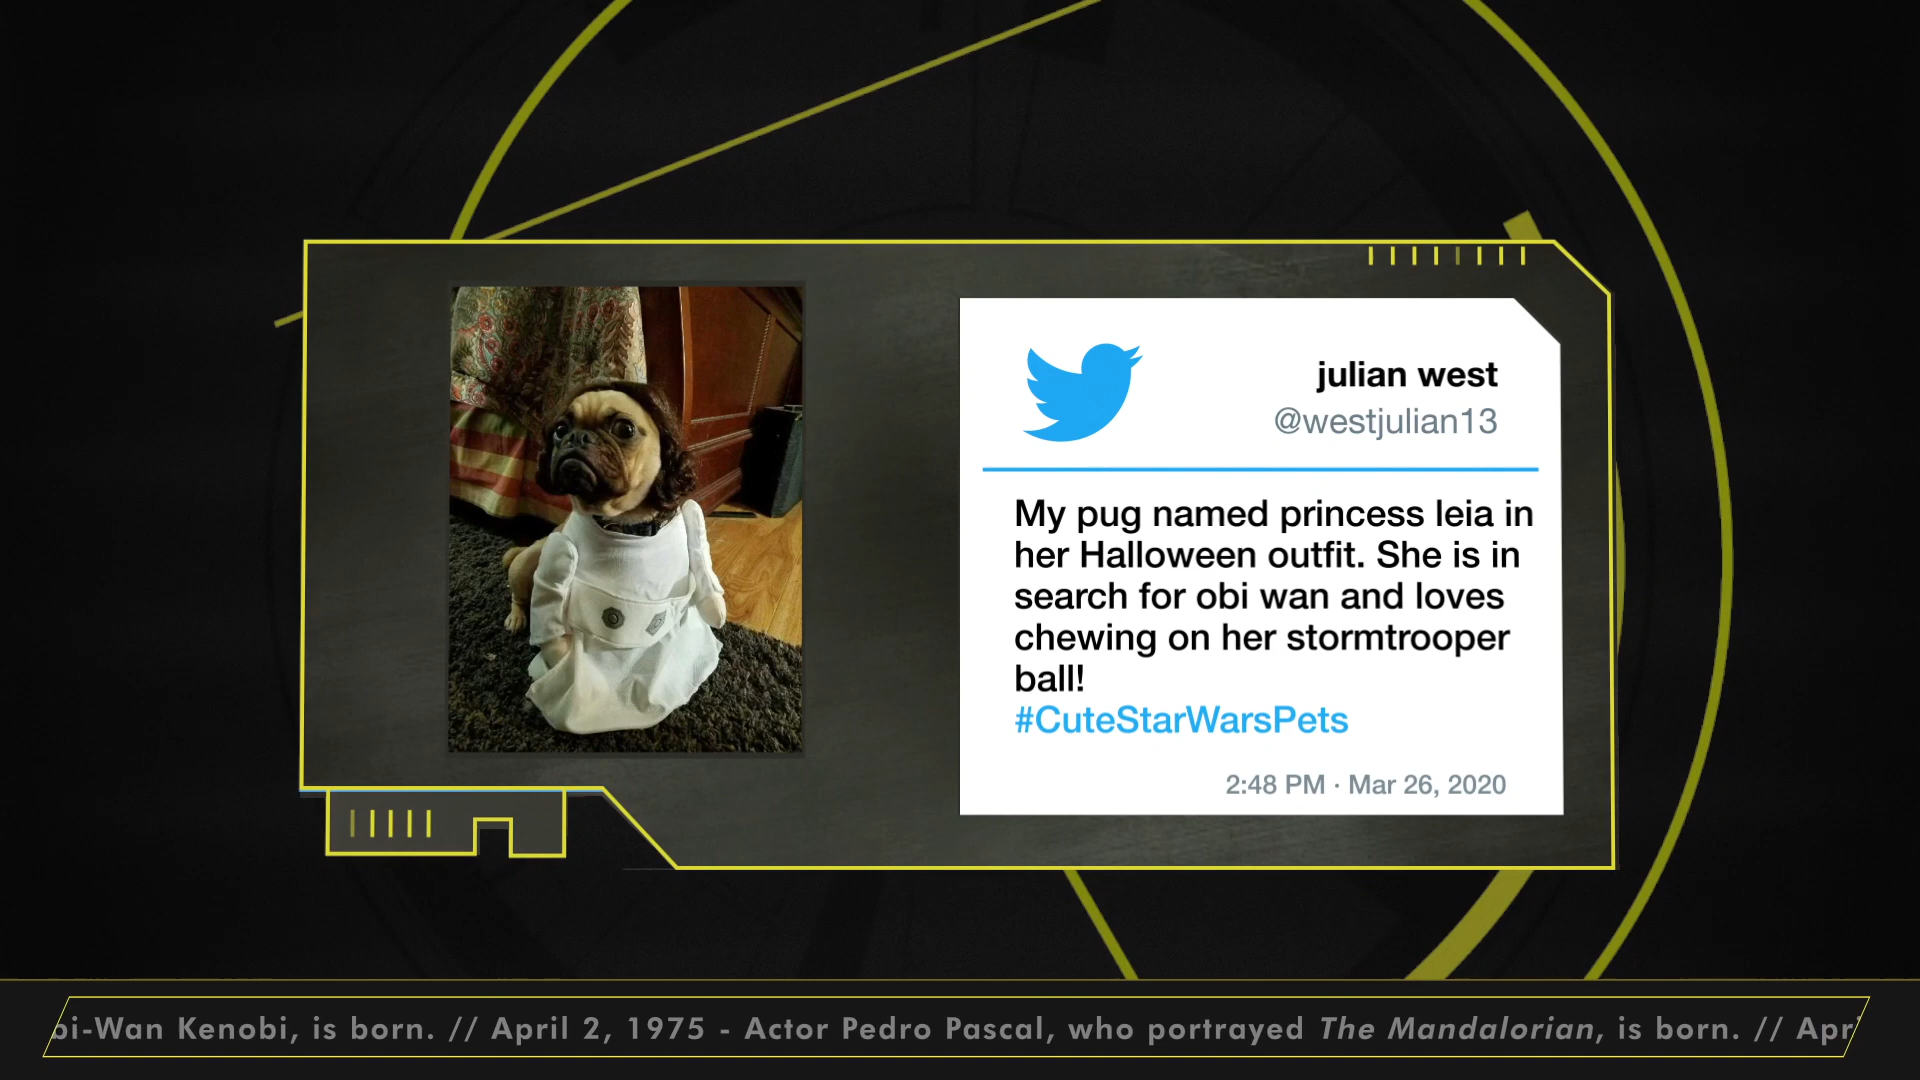 julian west
@westjulian13
My pug named princess leia in
her Halloween outfit. She is in
search for obi wan and loves
chewing on her stormtrooper
ball!
#CuteStarWarsPets
2:48 PM · Mar 26, 2020
bi-Wan Kenobi, is born. // April 2, 1975 - Actor Pedro Pascal, who portrayed The Mandalorian, is born. // Apri